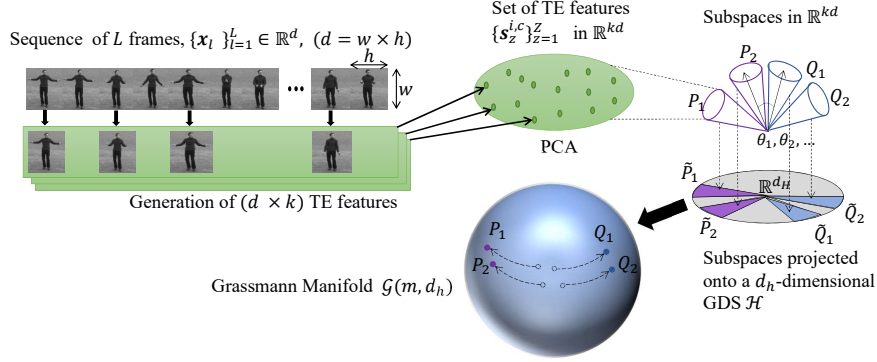 Sequence of L frames, {𝒙_l }_{l=1}^{L} ∈ ℝ^d, (d = w × h)
h
w
•••
Generation of (d × k) TE features
Set of TE features
{𝒔_z^{i,c}}_{z=1}^{Z} in ℝ^{kd}
PCA
Subspaces in ℝ^{kd}
P_2
Q_1
P_1
Q_2
θ_1, θ_2, ...
P̃_1
ℝ^{d_H}
Q̃_2
P̃_2
Q̃_1
Subspaces projected
onto a d_h-dimensional
GDS ℋ
P_1
Q_1
P_2
Q_2
Grassmann Manifold 𝒢(m, d_h)